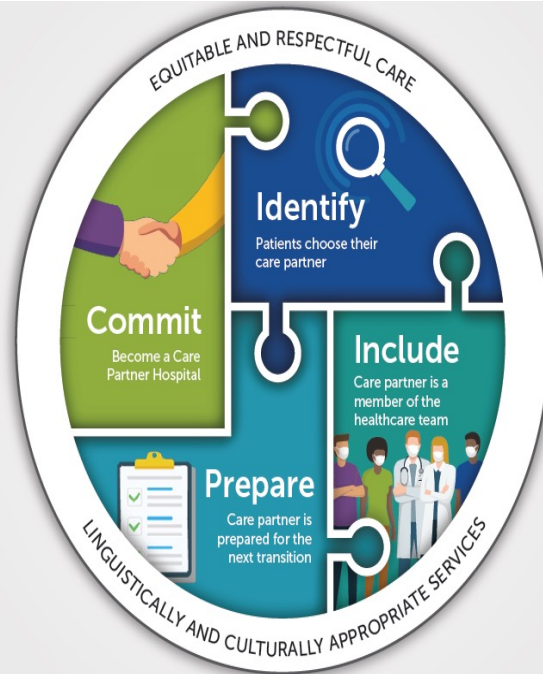 EQUITABLE AND RESPECTFUL CARE
Identify
Patients choose their
care partner
Commit
Become a Care
Partner Hospital
Include
Care partner is a
member of the
healthcare team
Prepare
Care partner is
prepared for the
next transition
LINGUISTICALLY AND CULTURALLY APPROPRIATE SERVICES